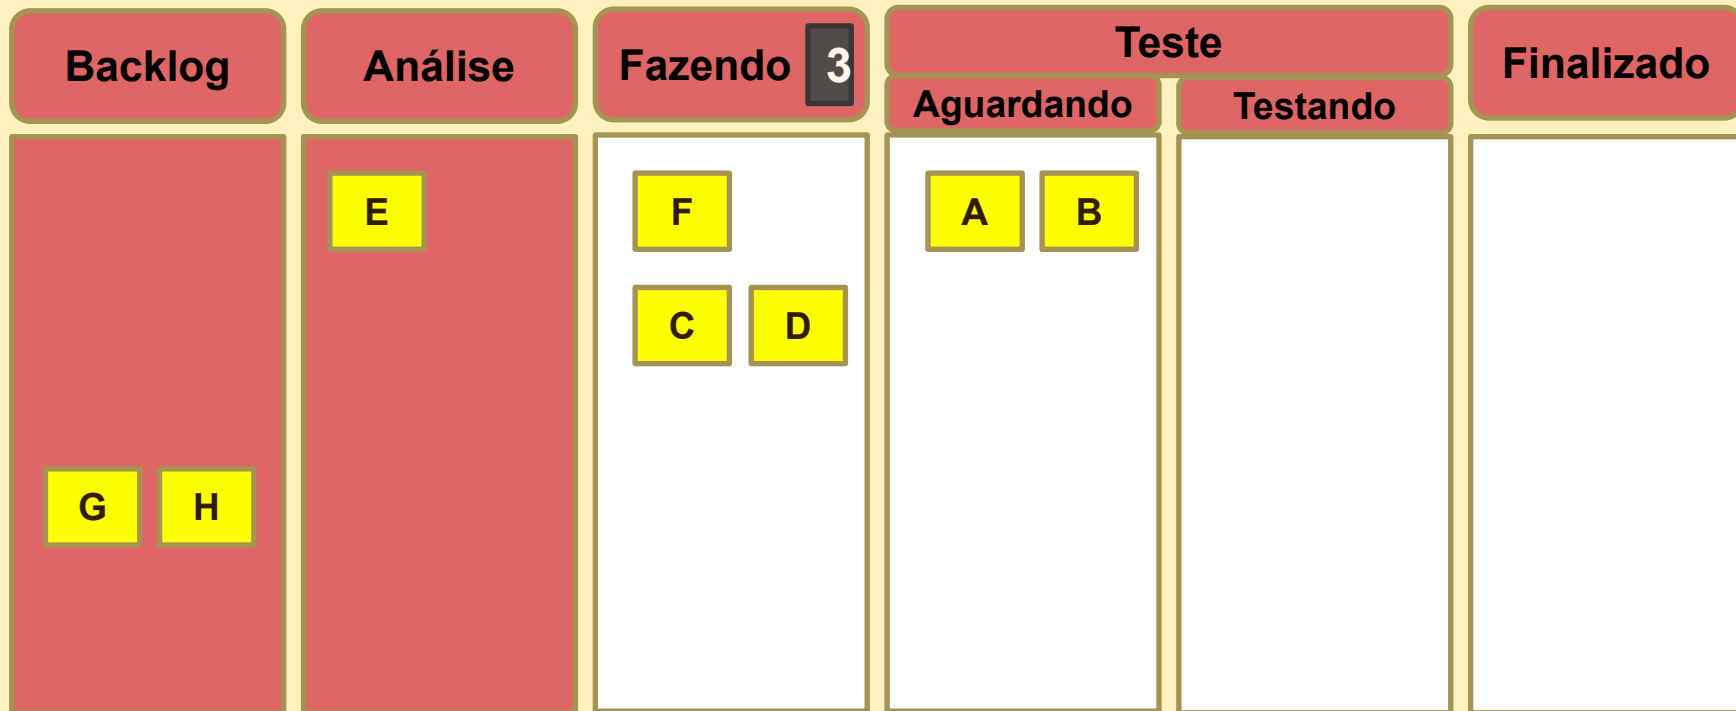 Backlog
Análise
Fazendo 3
Teste
Aguardando
Testando
Finalizado
E
F
A B
C D
G H